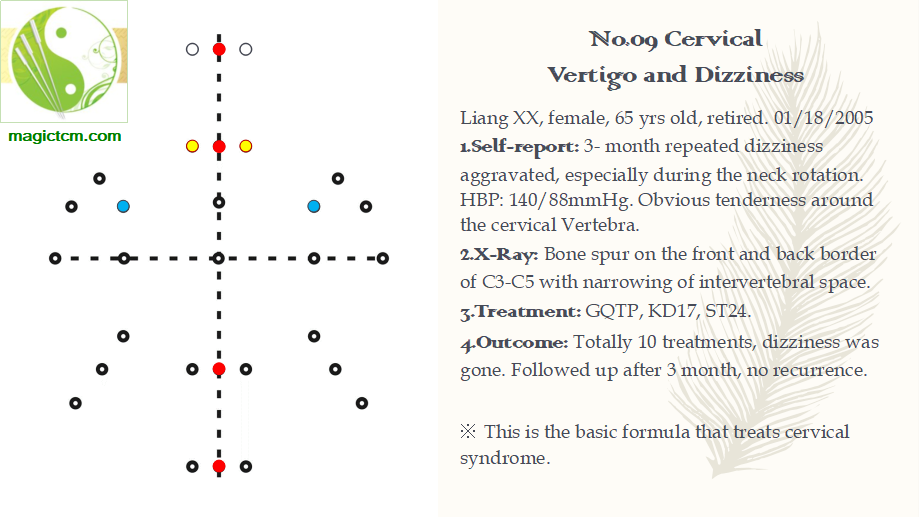 magictcm.com
No.09 Cervical
Vertigo and Dizziness
Liang XX, female, 65 yrs old, retired. 01/18/2005
1.Self-report: 3- month repeated dizziness
aggravated, especially during the neck rotation.
HBP: 140/88mmHg. Obvious tenderness around
the cervical Vertebra.
2.X-Ray: Bone spur on the front and back border
of C3-C5 with narrowing of intervertebral space.
3.Treatment: GQTP, KD17, ST24.
4.Outcome: Totally 10 treatments, dizziness was
gone. Followed up after 3 month, no recurrence.
※ This is the basic formula that treats cervical
syndrome.